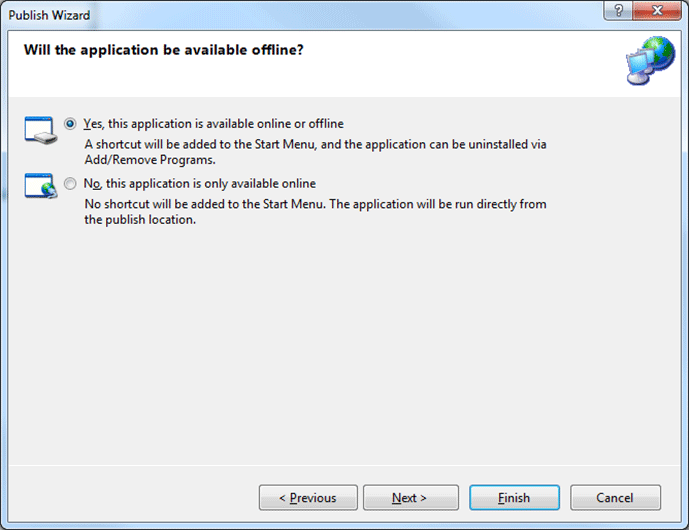 Publish Wizard
?
Will the application be available offline?
Yes, this application is available online or offline
A shortcut will be added to the Start Menu, and the application can be uninstalled via
Add/Remove Programs.
No, this application is only available online
No shortcut will be added to the Start Menu. The application will be run directly from
the publish location.
< Previous
Next >
Finish
Cancel